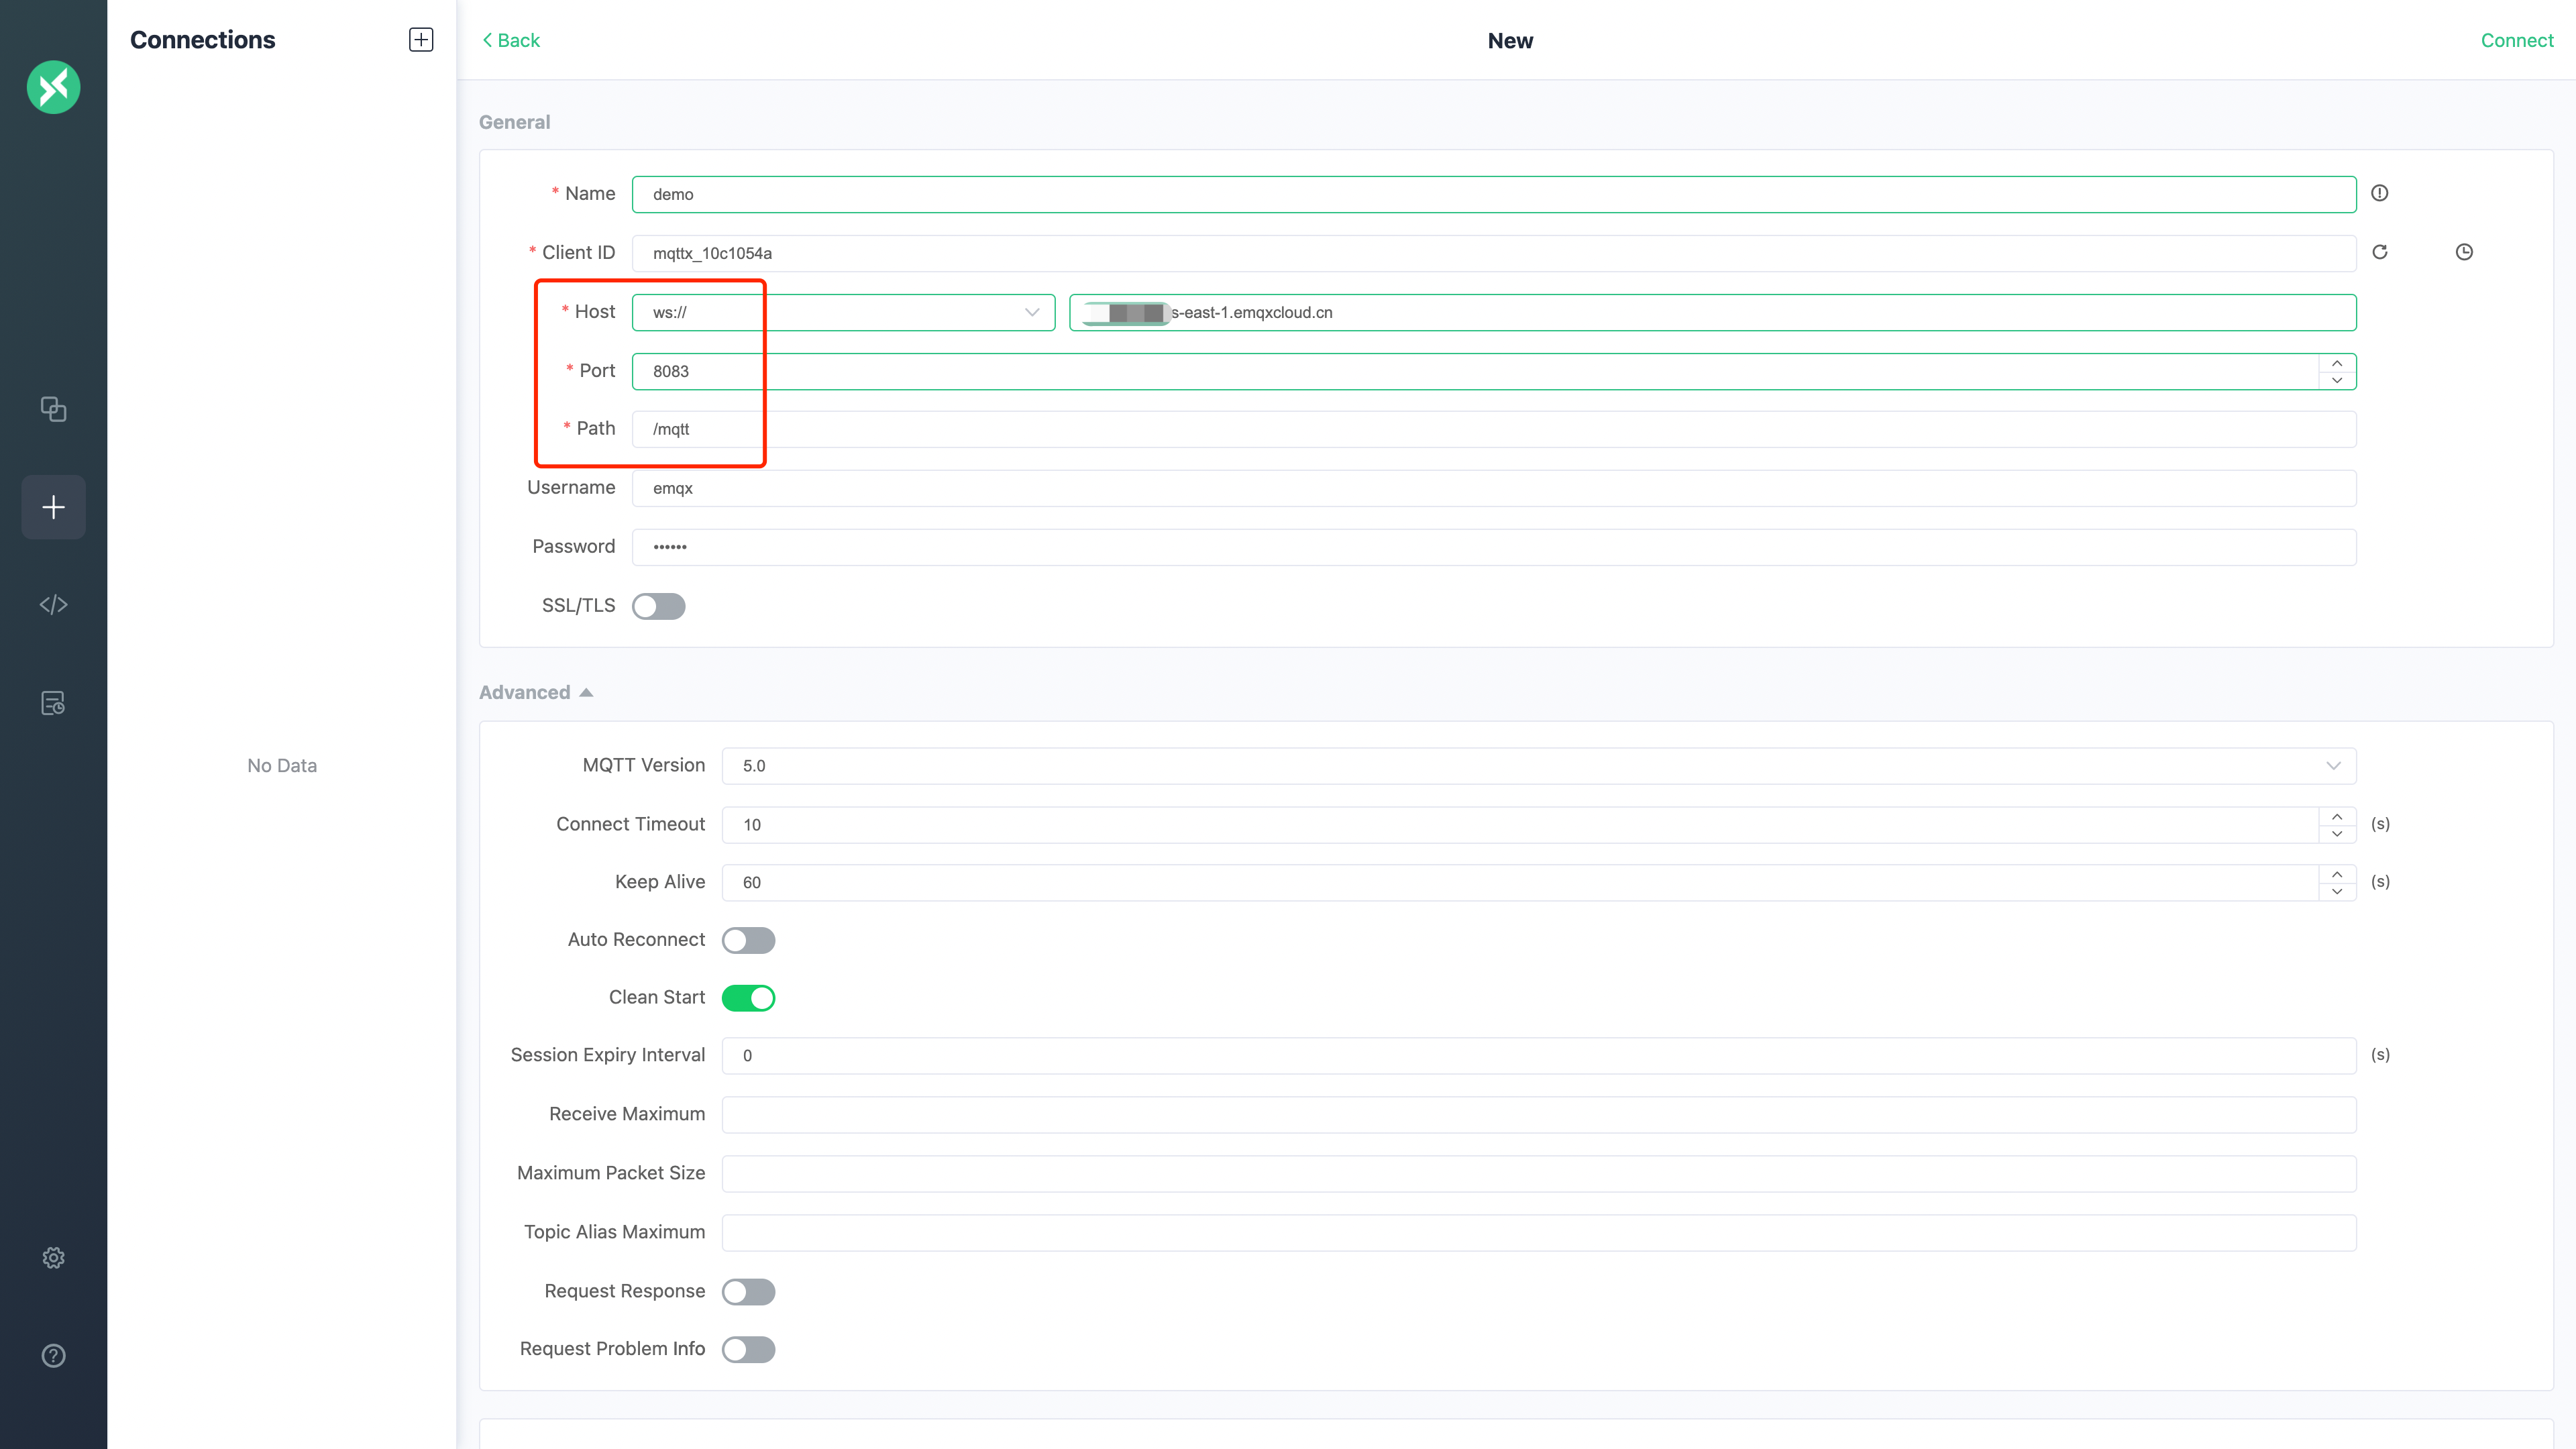 Connections
Back
New
Connect
General
* Name demo
* Client ID mqttx_10c1054a
* Host ws:// s-east-1.emqxcloud.cn
* Port 8083
* Path /mqtt
Username emqx
Password ••••••
SSL/TLS
Advanced
No Data
MQTT Version 5.0
Connect Timeout 10 (s)
Keep Alive 60 (s)
Auto Reconnect
Clean Start
Session Expiry Interval 0 (s)
Receive Maximum
Maximum Packet Size
Topic Alias Maximum
Request Response
Request Problem Info